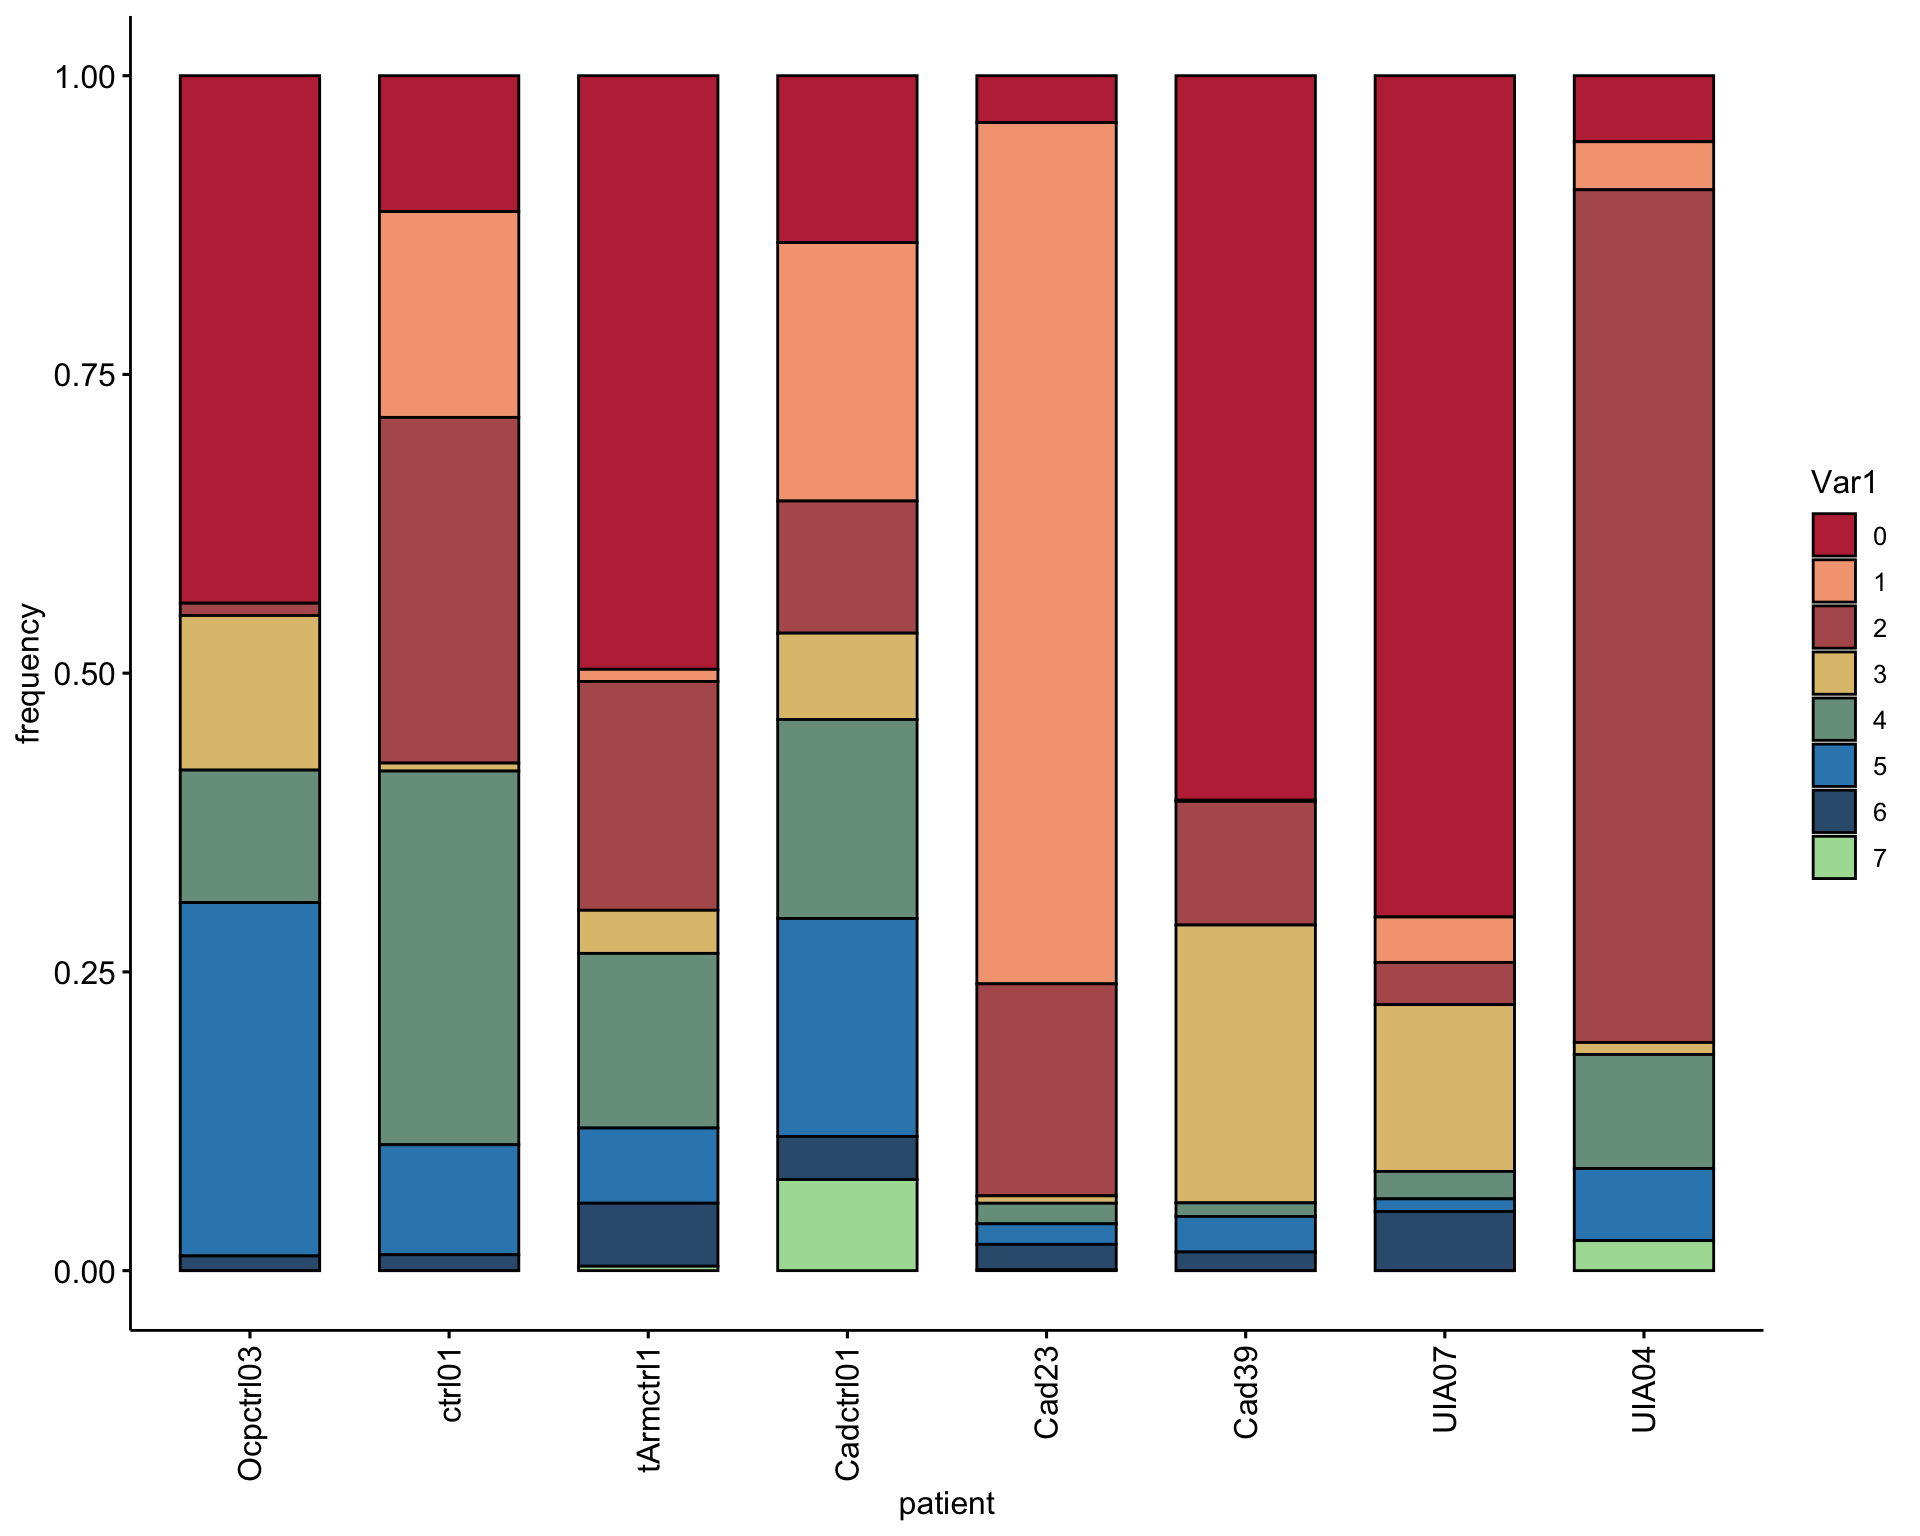 1.00
0.75
0.50
0.25
0.00
frequency
Ocpctrl03
ctrl01
tArmctrl1
Cadctrl01
Cad23
Cad39
UIA07
UIA04
patient
Var1
0
1
2
3
4
5
6
7